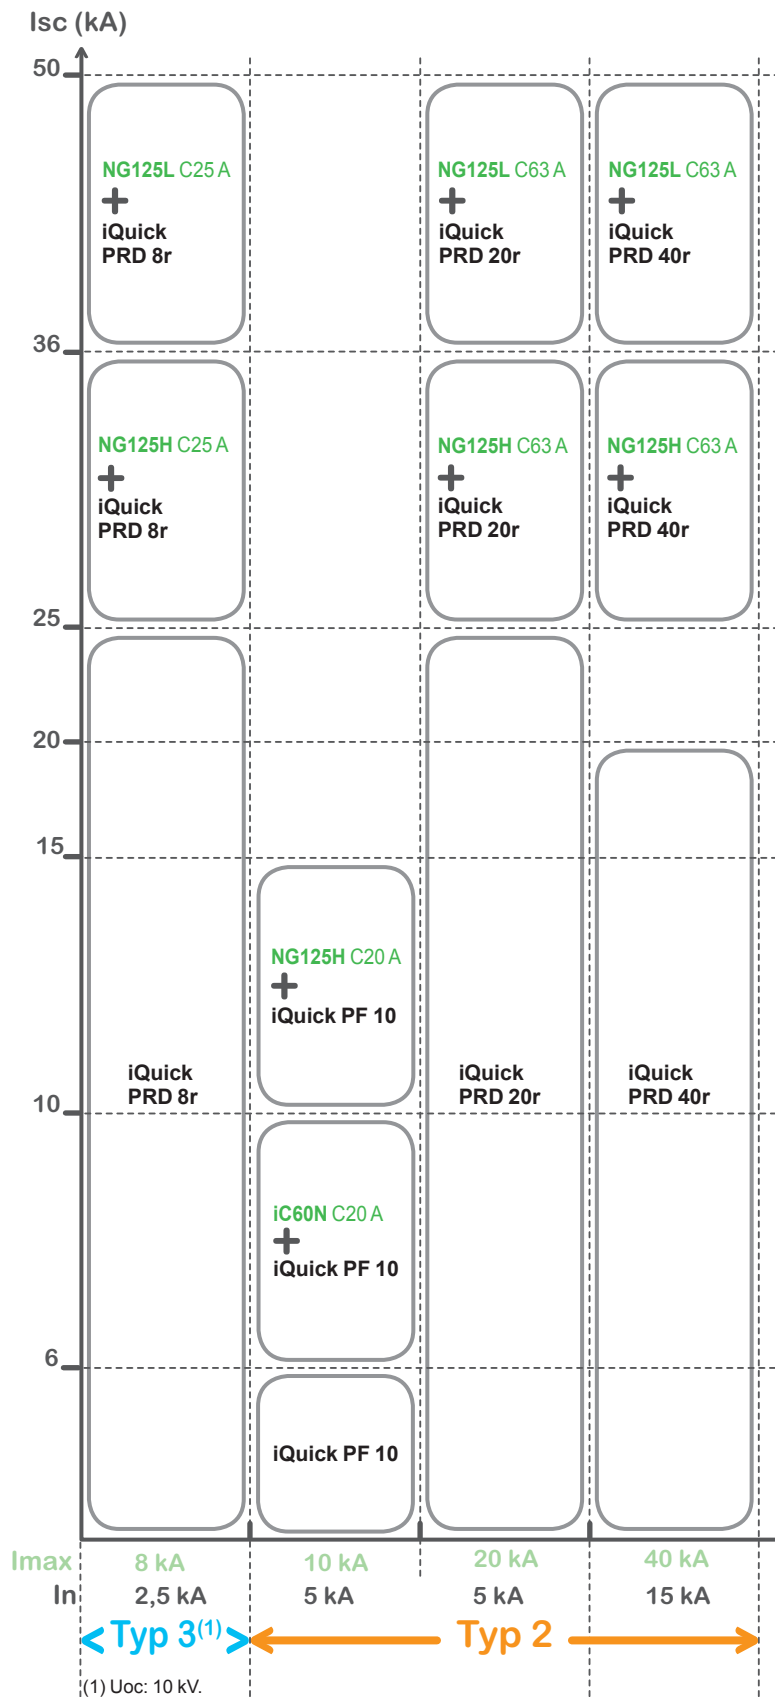 Isc (kA)
50
NG125L C25 A
+
iQuick
PRD 8r
NG125L C63 A
+
iQuick
PRD 20r
NG125L C63 A
+
iQuick
PRD 40r
36
NG125H C25 A
+
iQuick
PRD 8r
NG125H C63 A
+
iQuick
PRD 20r
NG125H C63 A
+
iQuick
PRD 40r
25
20
15
NG125H C20 A
+
iQuick PF 10
iQuick
PRD 8r
iQuick
PRD 20r
iQuick
PRD 40r
10
iC60N C20 A
+
iQuick PF 10
6
iQuick PF 10
Imax 8 kA 10 kA 20 kA 40 kA
In 2,5 kA 5 kA 5 kA 15 kA
Typ 3(1) Typ 2
(1) Uoc: 10 kV.